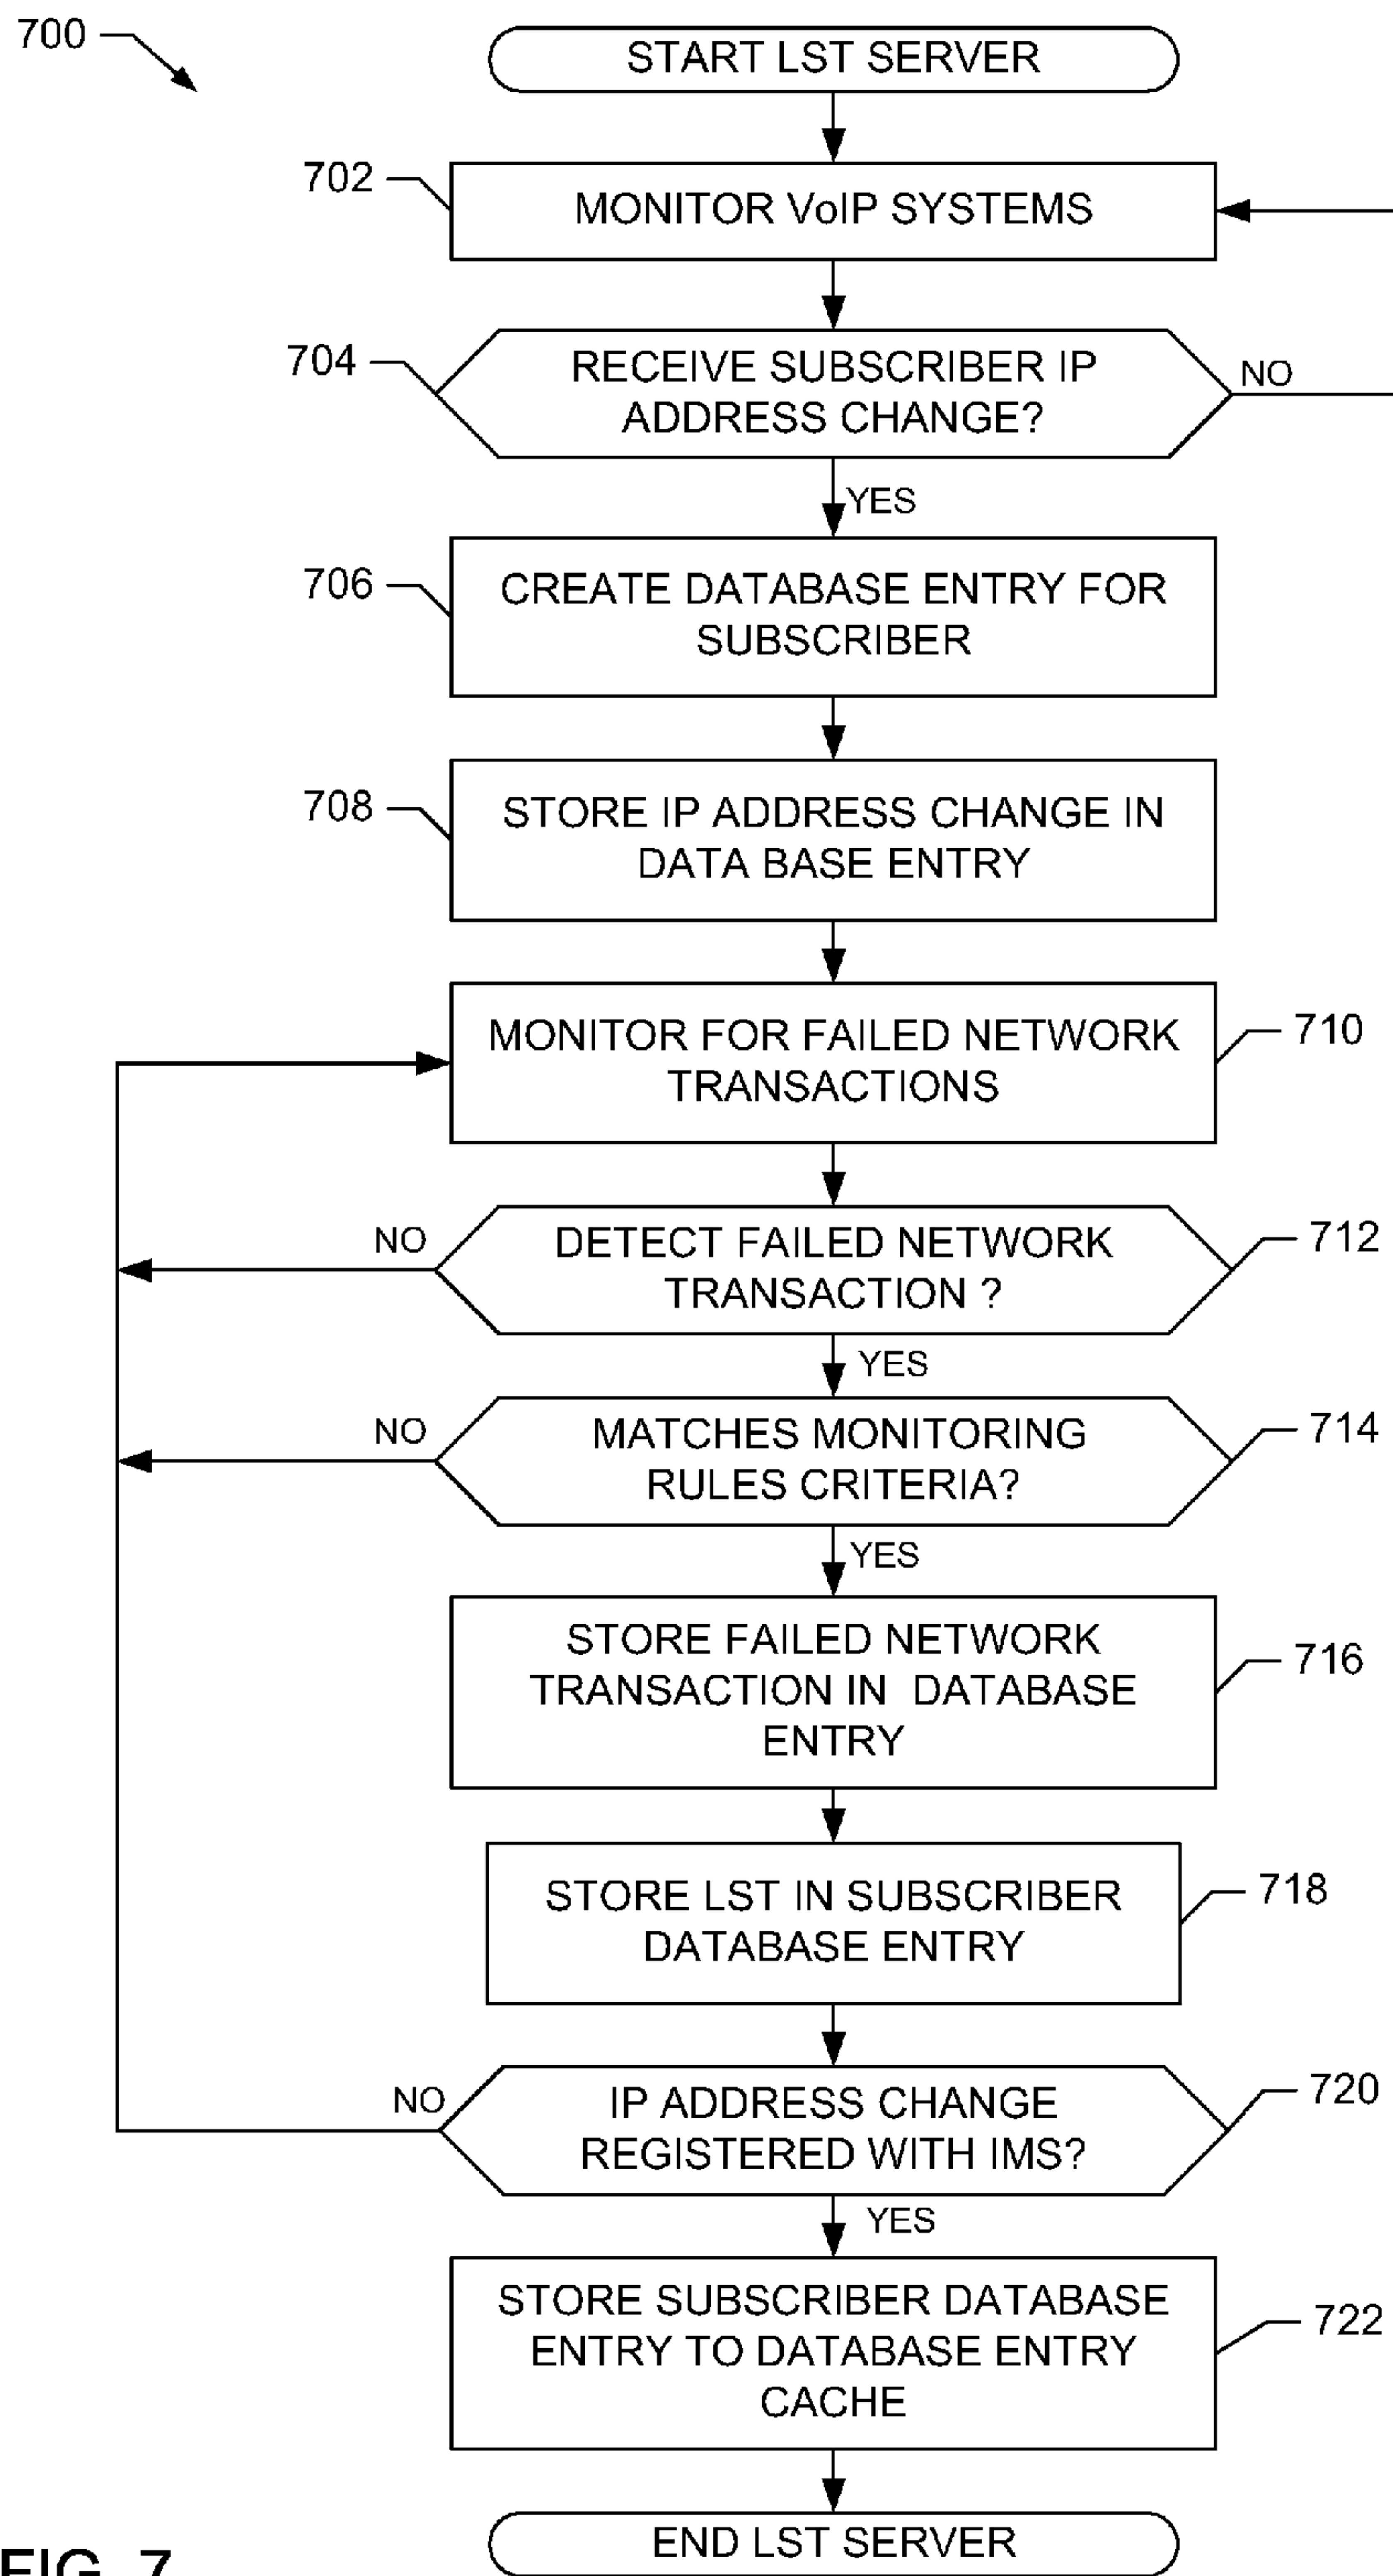 700
START LST SERVER
702
MONITOR VoIP SYSTEMS
704
RECEIVE SUBSCRIBER IP
ADDRESS CHANGE?
NO
YES
706
CREATE DATABASE ENTRY FOR
SUBSCRIBER
708
STORE IP ADDRESS CHANGE IN
DATA BASE ENTRY
MONITOR FOR FAILED NETWORK
TRANSACTIONS
710
NO
DETECT FAILED NETWORK
TRANSACTION ?
712
YES
NO
MATCHES MONITORING
RULES CRITERIA?
714
YES
STORE FAILED NETWORK
TRANSACTION IN DATABASE
ENTRY
716
STORE LST IN SUBSCRIBER
DATABASE ENTRY
718
NO
IP ADDRESS CHANGE
REGISTERED WITH IMS?
720
YES
STORE SUBSCRIBER DATABASE
ENTRY TO DATABASE ENTRY
CACHE
722
END LST SERVER
FIG. 7